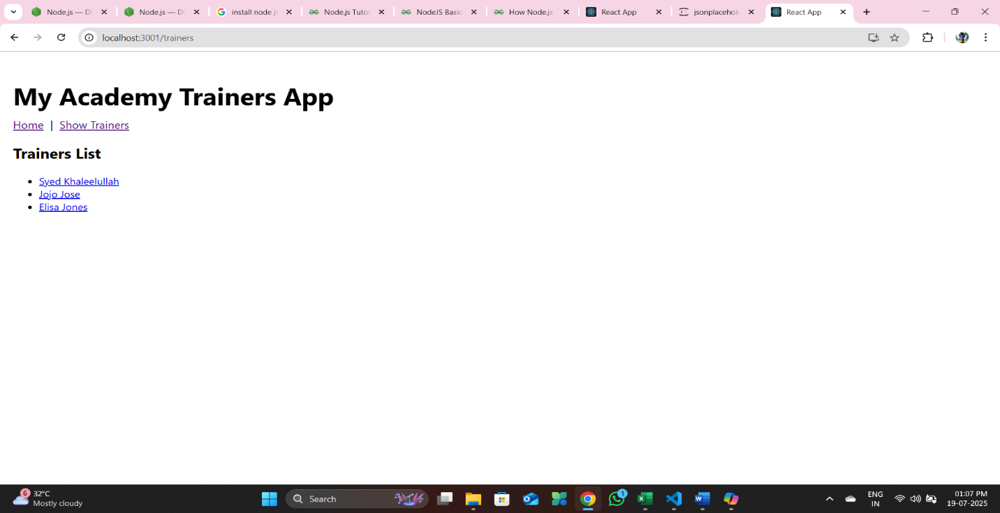 Node.js — Do
Node.js — Do
install node js
Node.js Tutor
NodeJS Basic
How Node.js
React App
jsonplacehol
React App
localhost:3001/trainers
My Academy Trainers App
Home | Show Trainers
Trainers List
Syed Khaleelullah
Jojo Jose
Elisa Jones
6
32°C
Mostly cloudy
Search
1
ENG
IN
01:07 PM
19-07-2025